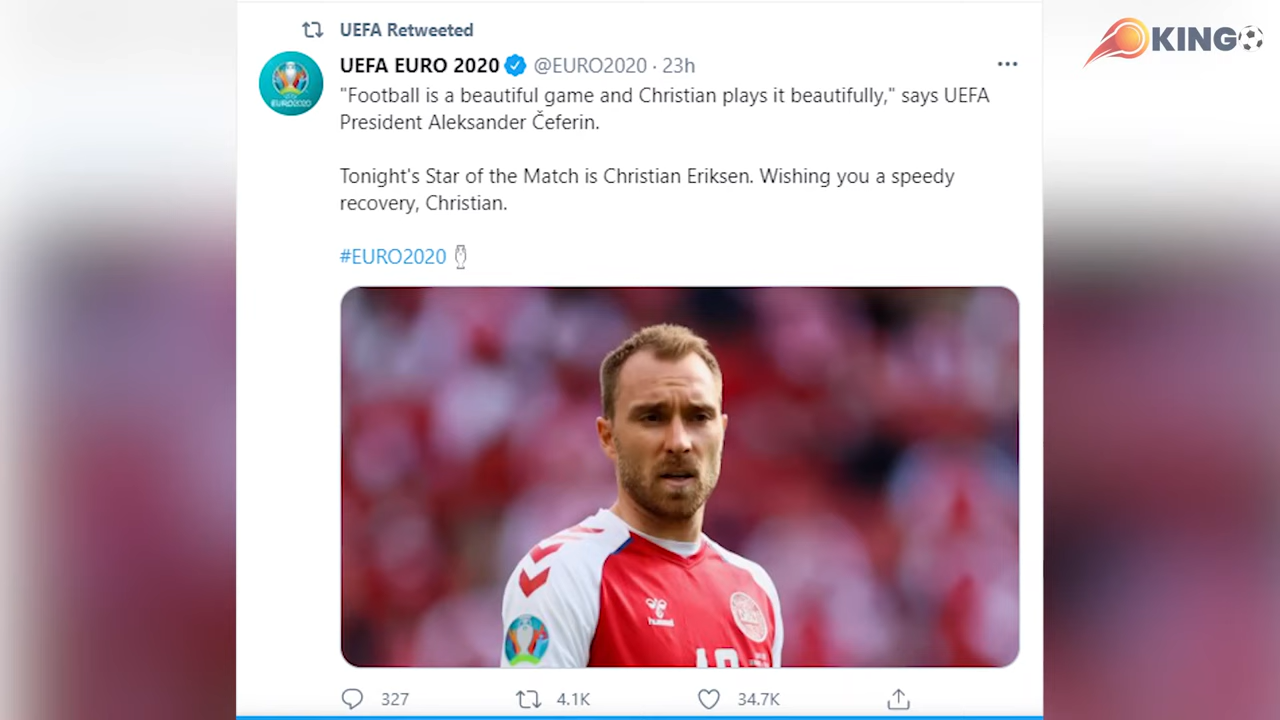 UEFA Retweeted
KING
UEFA EURO 2020 @EURO2020 · 23h
"Football is a beautiful game and Christian plays it beautifully," says UEFA
President Aleksander Čeferin.
Tonight's Star of the Match is Christian Eriksen. Wishing you a speedy
recovery, Christian.
#EURO2020
EURO2020
hummel
10
327
4.1K
34.7K